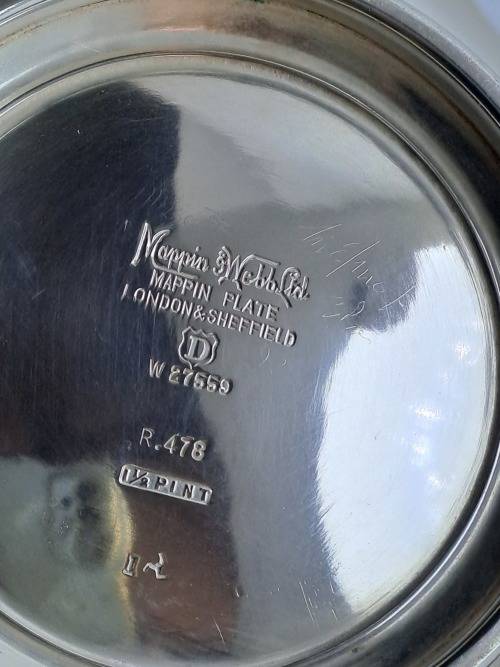 Mappin & Webb Ltd
MAPPIN PLATE
LONDON & SHEFFIELD
D
W 27559
R.478
1½ PINT